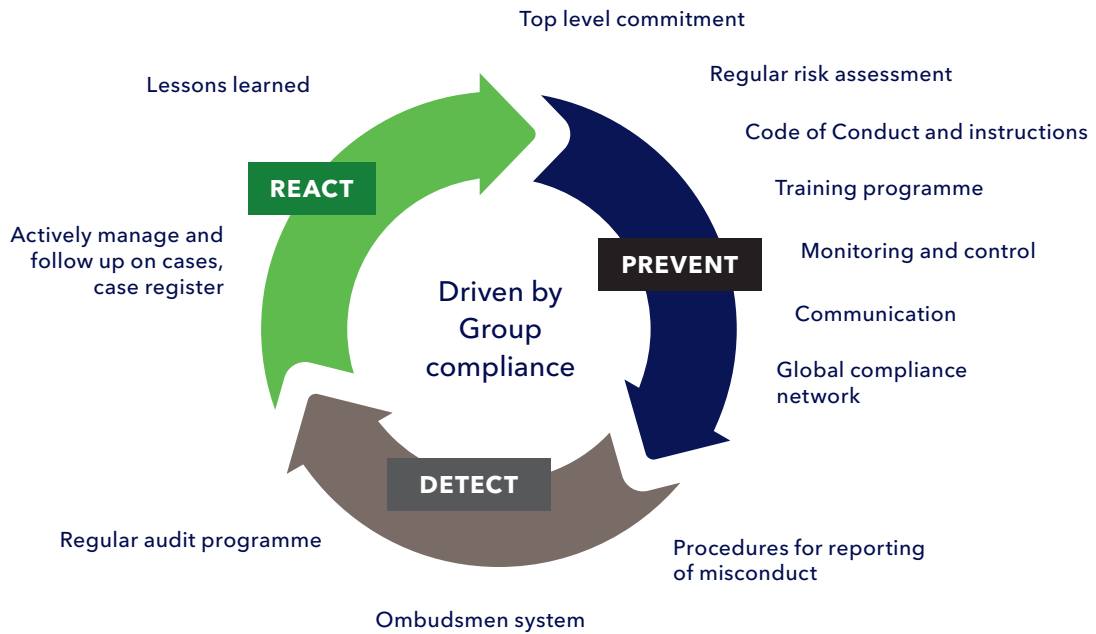 Top level commitment
Regular risk assessment
Lessons learned
Code of Conduct and instructions
REACT
Training programme
Actively manage and
follow up on cases,
case register
Monitoring and control
PREVENT
Driven by
Group
compliance
Communication
Global compliance
network
DETECT
Regular audit programme
Procedures for reporting
of misconduct
Ombudsmen system